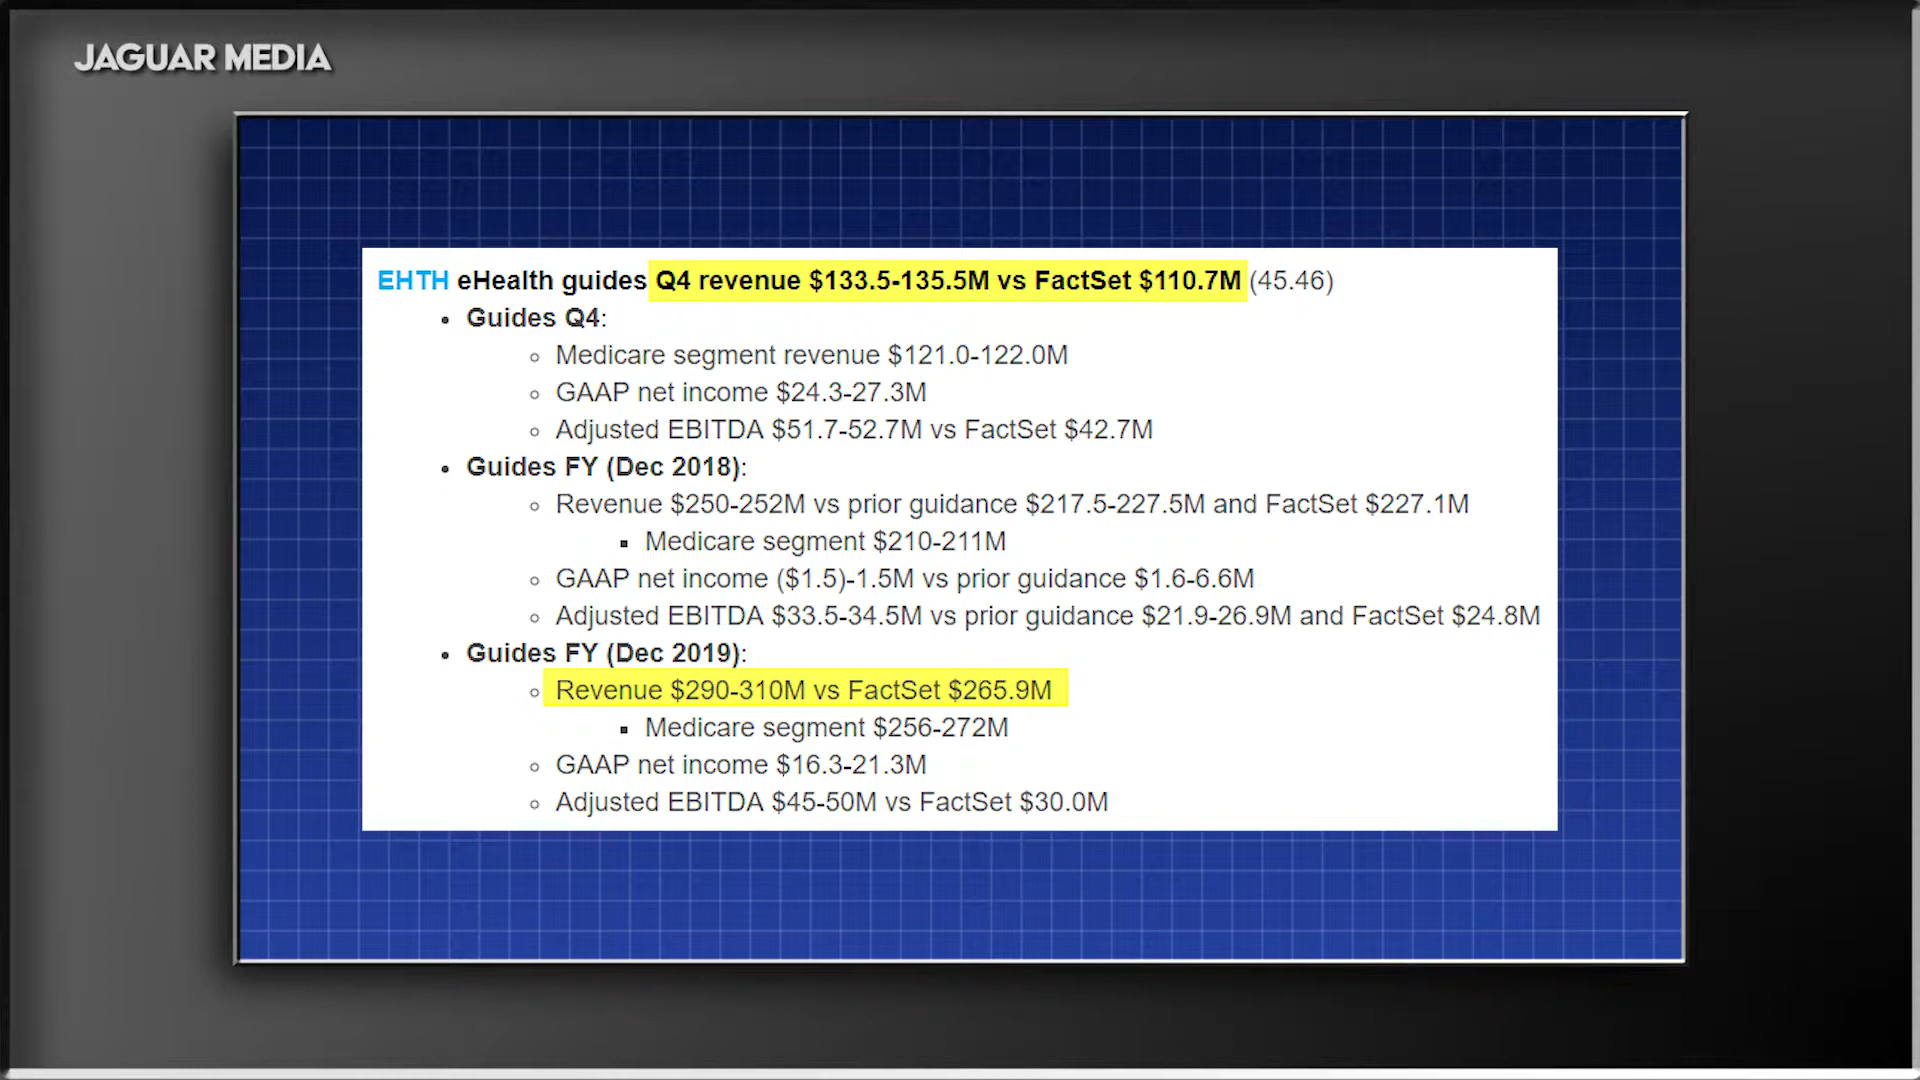 JAGUAR MEDIA
EHTH eHealth guides Q4 revenue $133.5-135.5M vs FactSet $110.7M (45.46)
• Guides Q4:
○ Medicare segment revenue $121.0-122.0M
○ GAAP net income $24.3-27.3M
○ Adjusted EBITDA $51.7-52.7M vs FactSet $42.7M
• Guides FY (Dec 2018):
○ Revenue $250-252M vs prior guidance $217.5-227.5M and FactSet $227.1M
▪ Medicare segment $210-211M
○ GAAP net income ($1.5)-1.5M vs prior guidance $1.6-6.6M
○ Adjusted EBITDA $33.5-34.5M vs prior guidance $21.9-26.9M and FactSet $24.8M
• Guides FY (Dec 2019):
○ Revenue $290-310M vs FactSet $265.9M
▪ Medicare segment $256-272M
○ GAAP net income $16.3-21.3M
○ Adjusted EBITDA $45-50M vs FactSet $30.0M